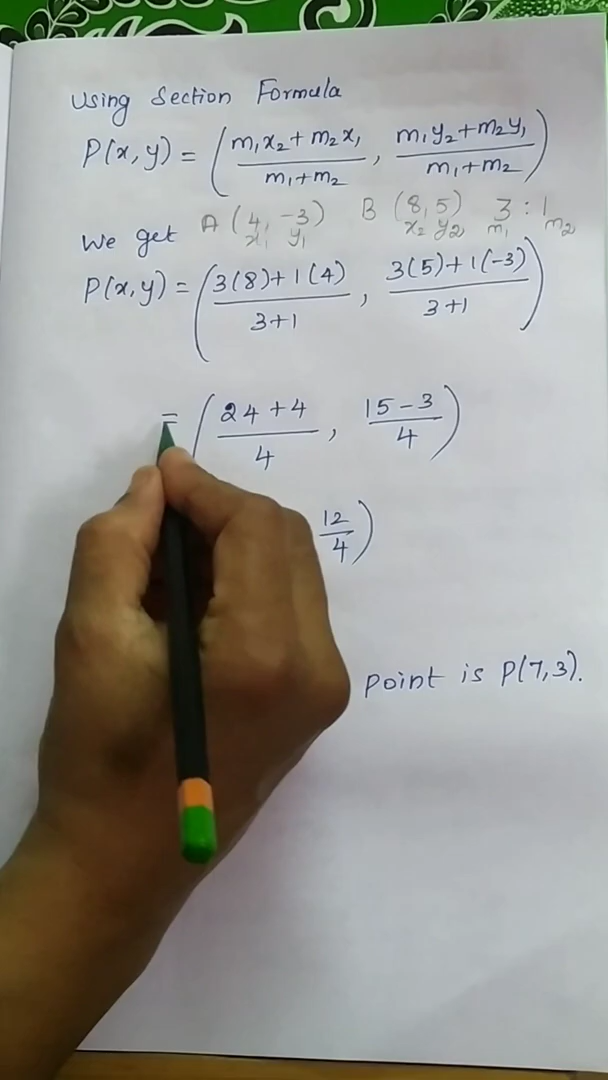 Using Section Formula
P(x, y) = ( m₁x₂ + m₂x₁ / m₁+m₂ , m₁y₂+m₂y₁ / m₁+m₂ )
We get A (4, -3) B (8, 5) 3 : 1
x₁ y₁ x₂ y₂ m₁ m₂
P(x, y) = ( 3(8)+1(4) / 3+1 , 3(5)+1(-3) / 3+1 )
= ( 24+4 / 4 , 15-3 / 4 )
12 / 4 )
point is P(7,3).